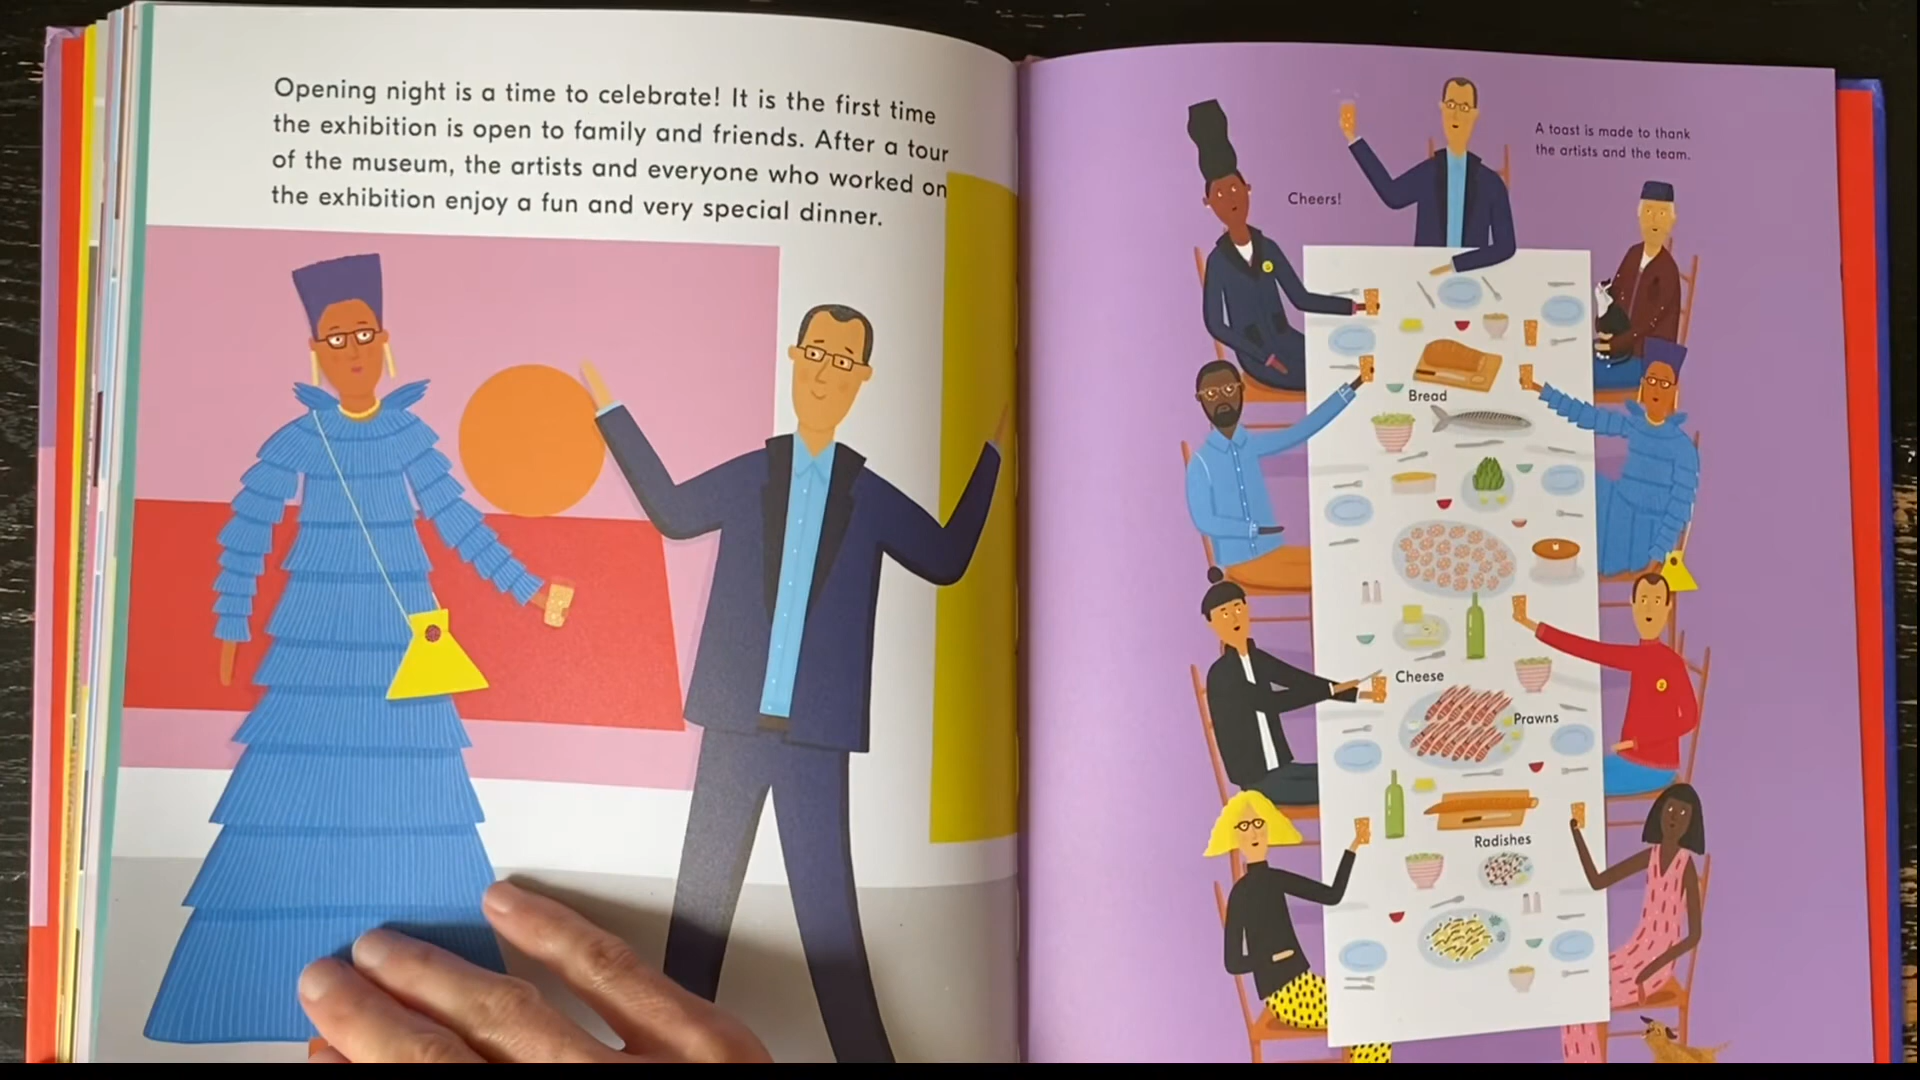 Opening night is a time to celebrate! It is the first time
the exhibition is open to family and friends. After a tour
of the museum, the artists and everyone who worked on
the exhibition enjoy a fun and very special dinner.
A toast is made to thank
the artists and the team.
Cheers!
Bread
Cheese
Prawns
Radishes